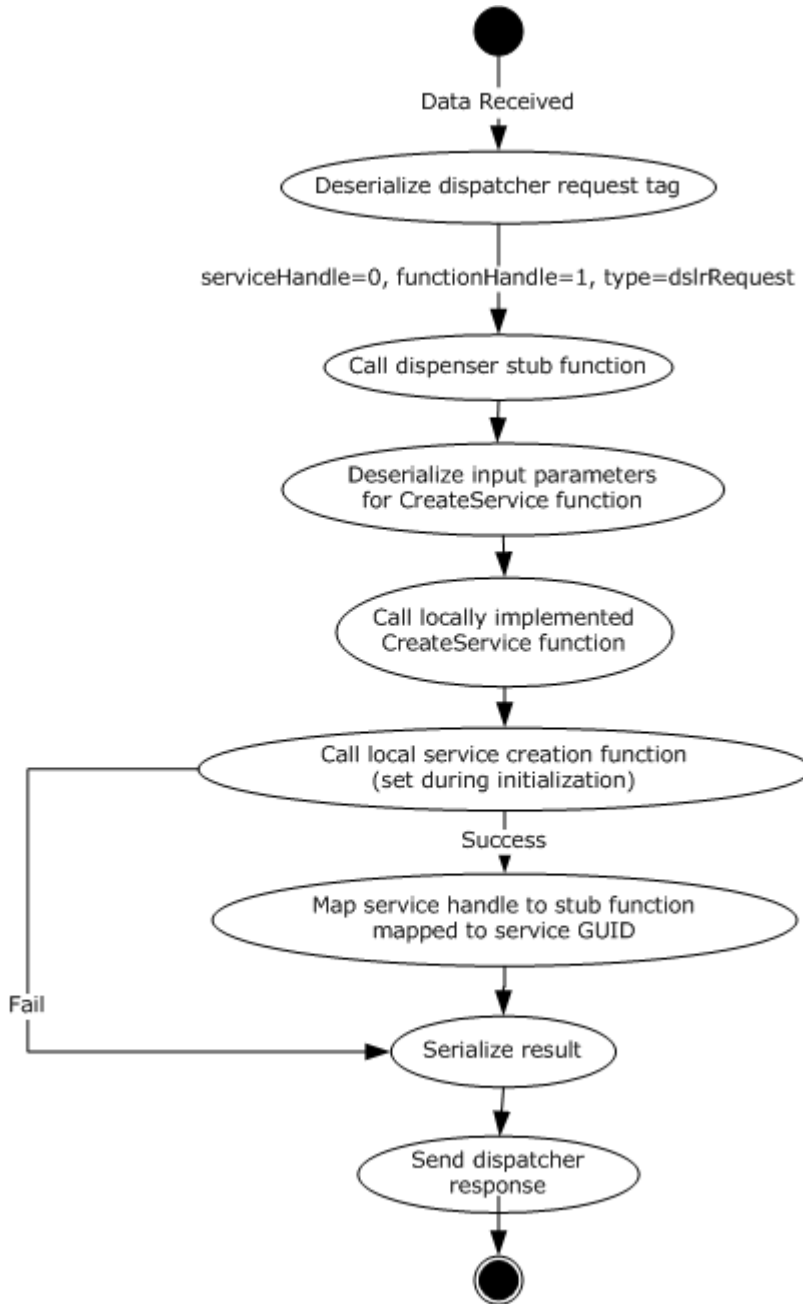 Data Received
Deserialize dispatcher request tag
serviceHandle=0, functionHandle=1, type=dslrRequest
Call dispenser stub function
Deserialize input parameters
for CreateService function
Call locally implemented
CreateService function
Call local service creation function
(set during initialization)
Success
Map service handle to stub function
mapped to service GUID
Fail
Serialize result
Send dispatcher
response